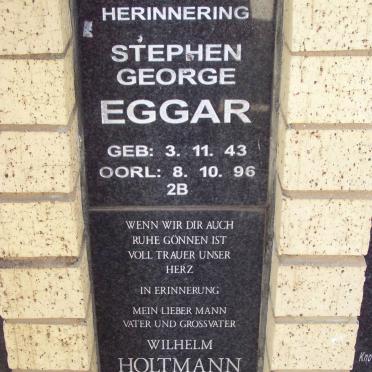 HERINNERING
STEPHEN
GEORGE
EGGAR
GEB: 3. 11. 43
OORL: 8. 10. 96
2B
WENN WIR DIR AUCH
RUHE GÖNNEN IST
VOLL TRAUER UNSER
HERZ
IN ERINNERUNG
MEIN LIEBER MANN
VATER UND GROSSVATER
WILHELM
HOLTMANN